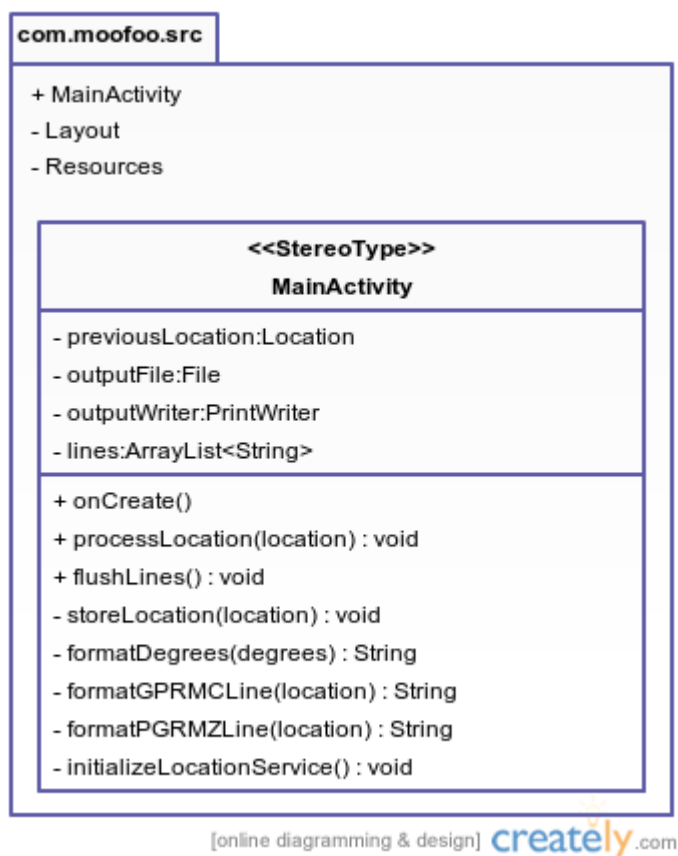 com.moofoo.src
+ MainActivity
- Layout
- Resources
<<StereoType>>
MainActivity
- previousLocation:Location
- outputFile:File
- outputWriter:PrintWriter
- lines:ArrayList<String>
+ onCreate()
+ processLocation(location) : void
+ flushLines() : void
- storeLocation(location) : void
- formatDegrees(degrees) : String
- formatGPRMCLine(location) : String
- formatPGRMZLine(location) : String
- initializeLocationService() : void
[online diagramming & design] creately.com